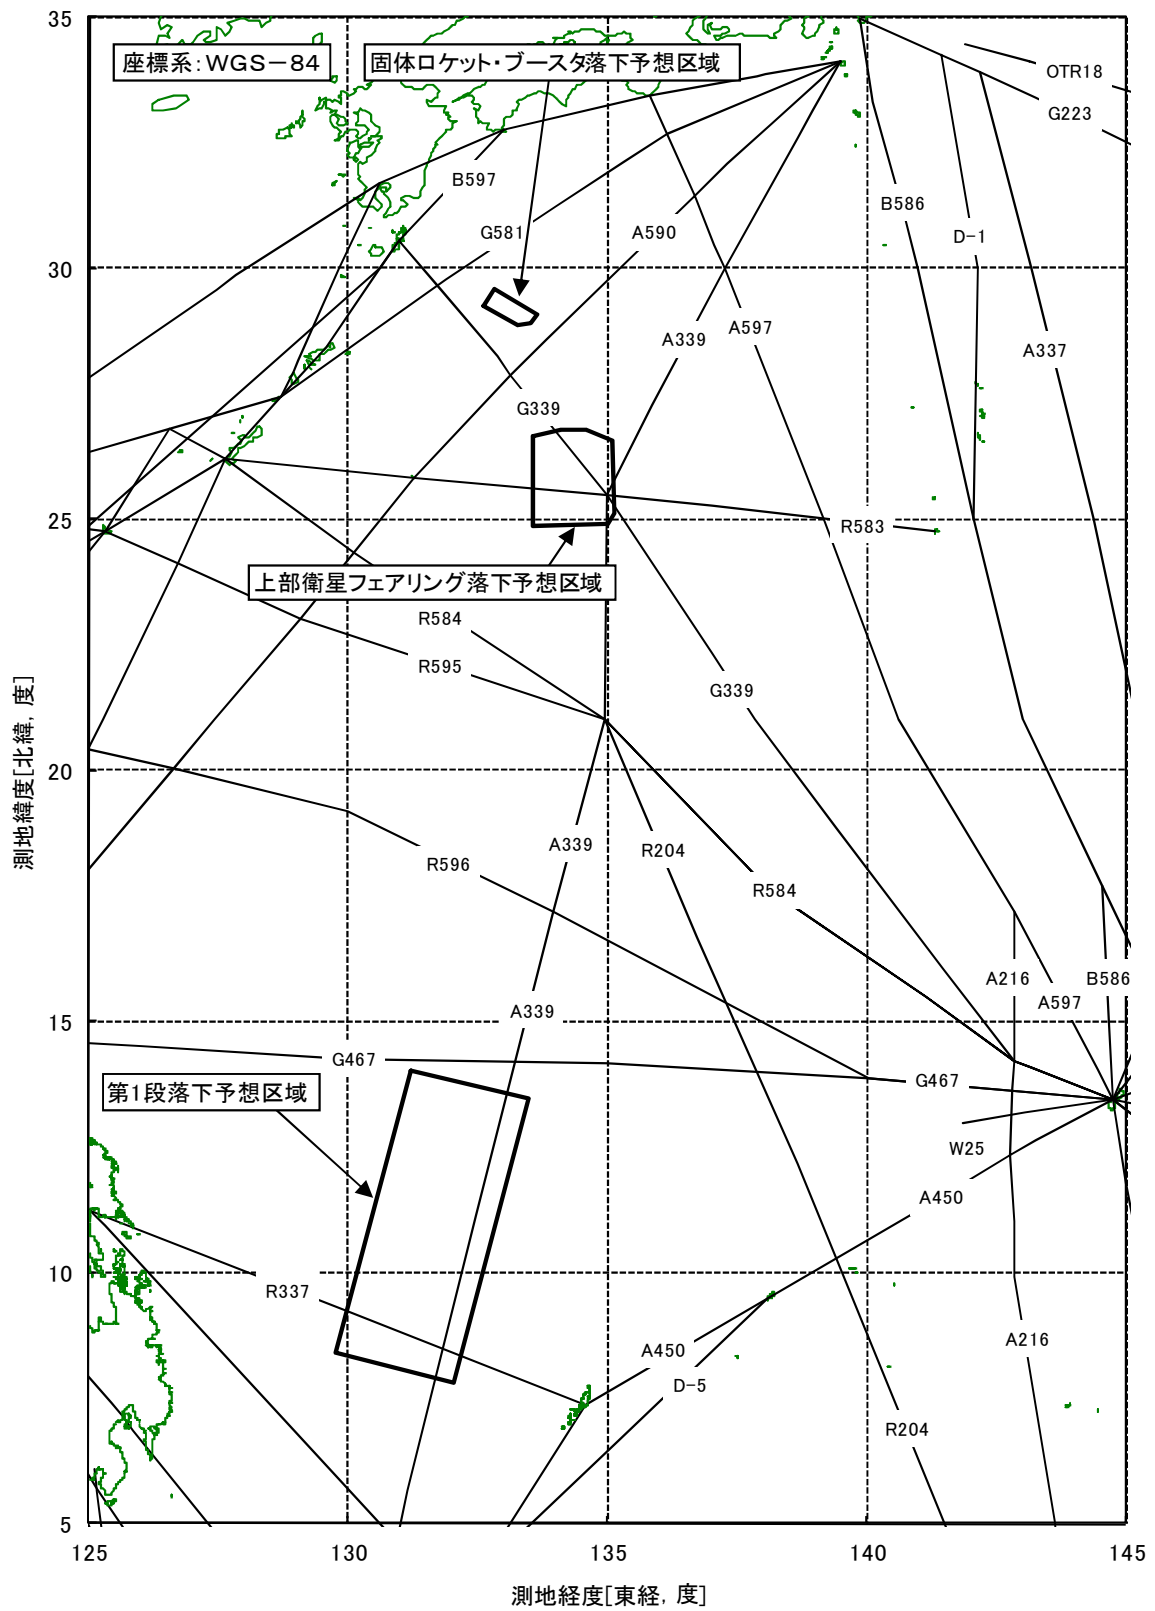 35
座標系:WGS－84
固体ロケット・ブースタ落下予想区域
OTR18
G223
B597
B586
G581
A590
D-1
30
A597
A339
A337
G339
25
R583
上部衛星フェアリング落下予想区域
R584
R595
G339
20
A339
R204
R596
R584
A216
B586
A597
A339
15
G467
G467
第1段落下予想区域
W25
A450
10
R337
A216
A450
D-5
R204
5
125
130
135
140
145
測地緯度[北緯, 度]
測地経度[東経, 度]